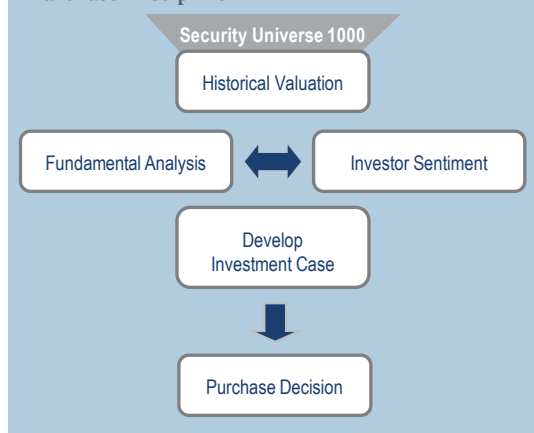 Security Universe 1000
Historical Valuation
Fundamental Analysis
Investor Sentiment
Develop
Investment Case
Purchase Decision